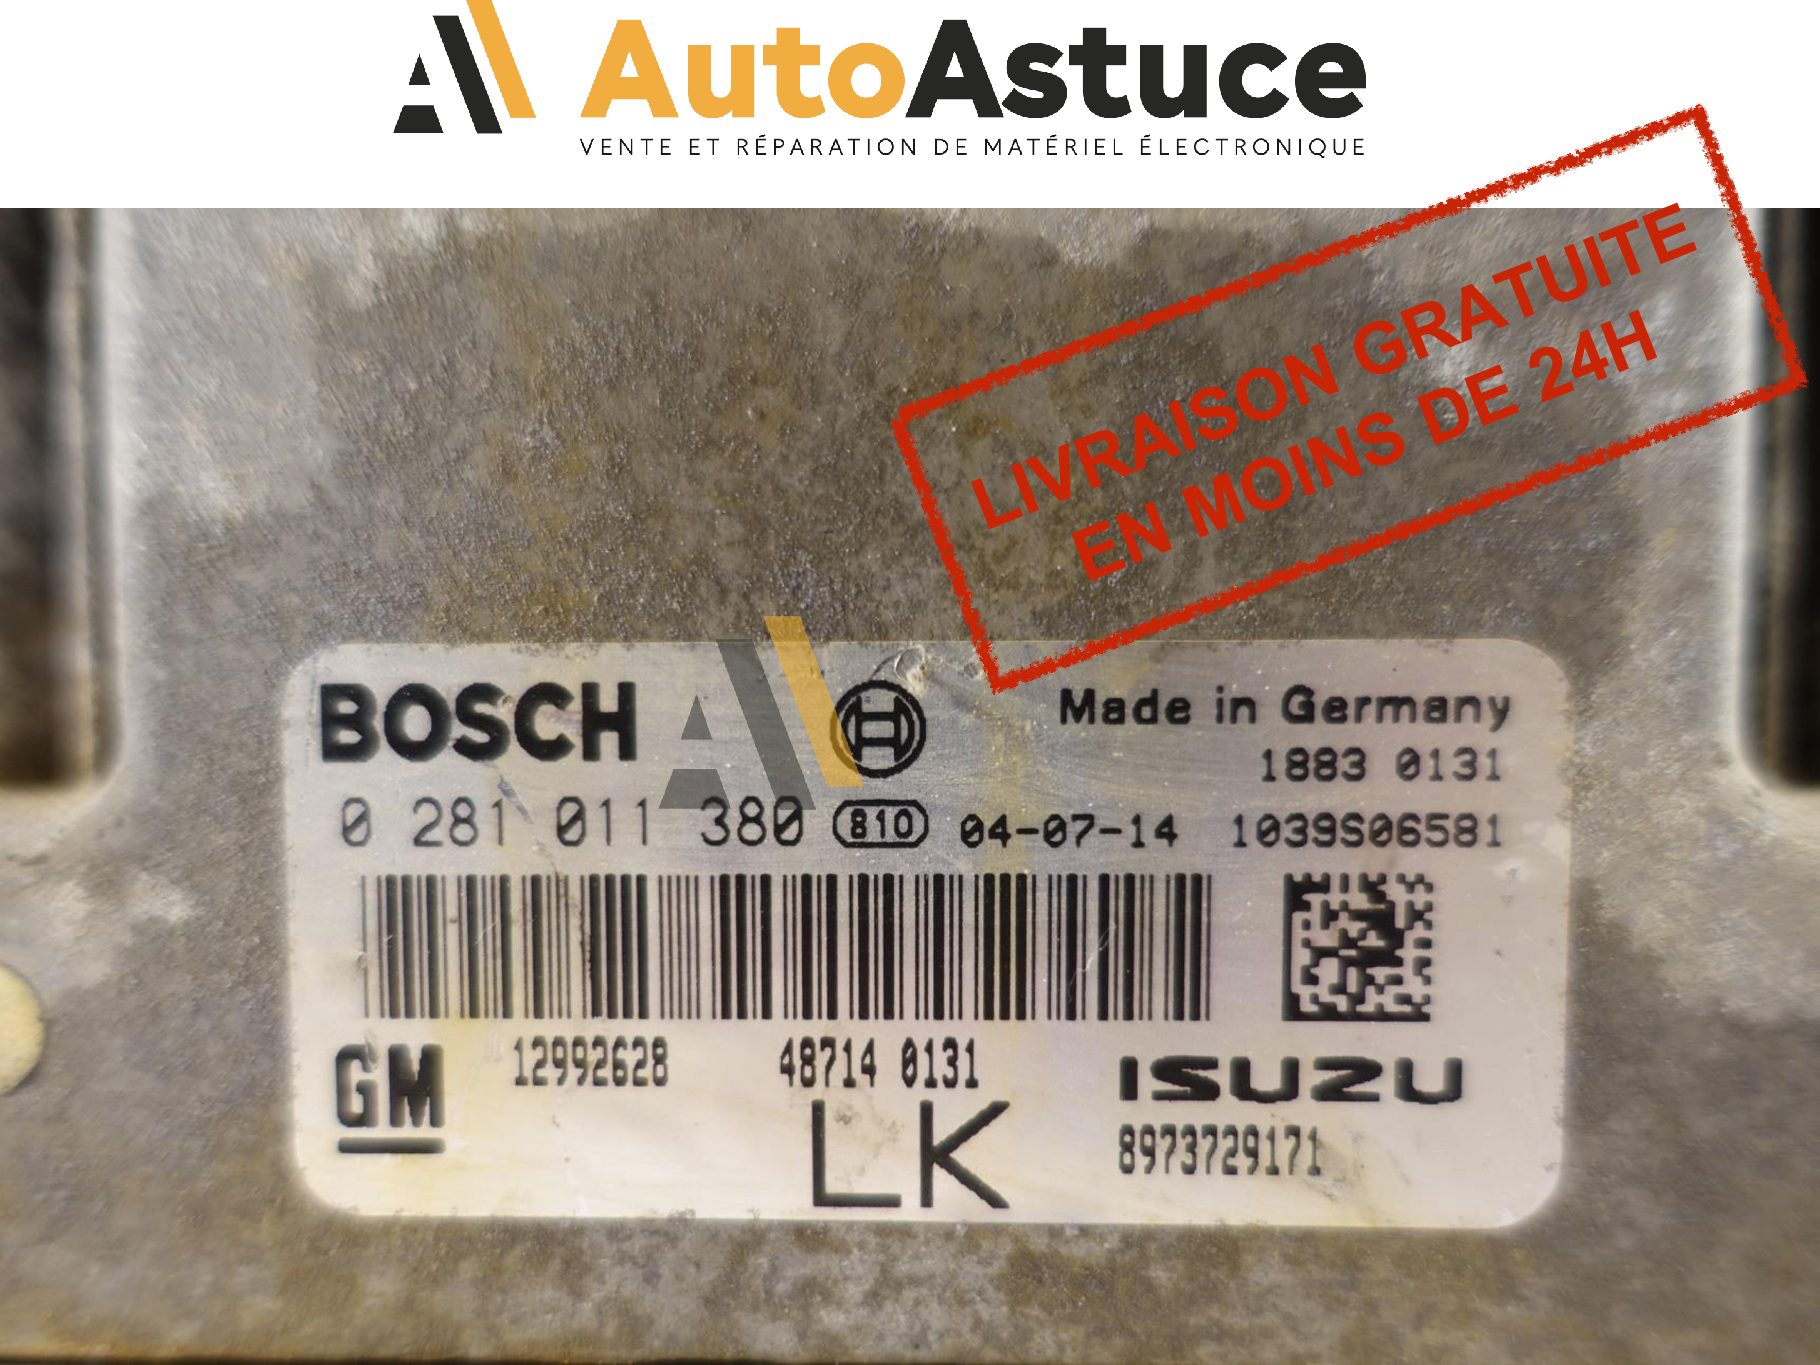 AutoAstuce
VENTE ET RÉPARATION DE MATÉRIEL ÉLECTRONIQUE
LIVRAISON GRATUITE
EN MOINS DE 24H
BOSCH Made in Germany
1883 0131
0 281 011 380 810 04-07-14 1039S06581
GM 12992628 48714 0131 ISUZU
LK 8973729171